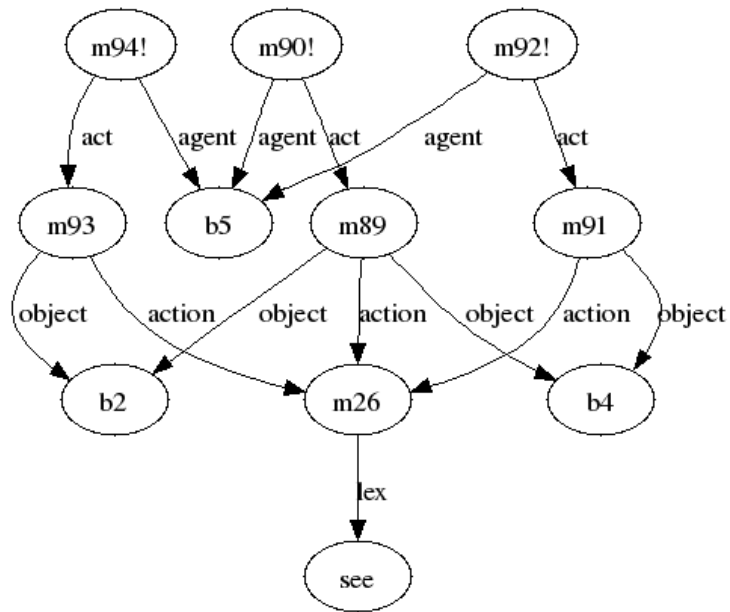 m94! m90! m92!
act agent agent act agent act
m93 b5 m89 m91
object action object action object action object
b2 m26 b4
lex
see